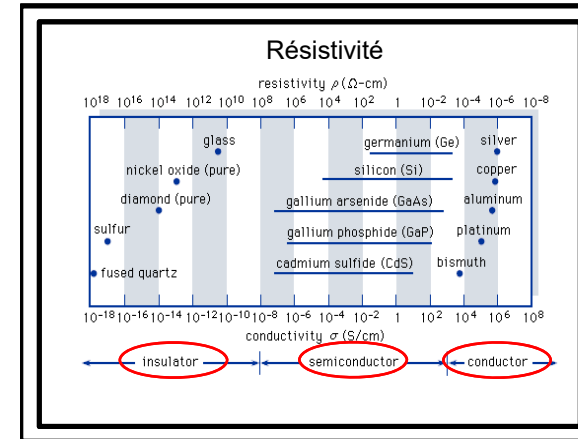 Résistivité
resistivity ρ (Ω-cm)
10¹⁸ 10¹⁶ 10¹⁴ 10¹² 10¹⁰ 10⁸ 10⁶ 10⁴ 10² 1 10⁻² 10⁻⁴ 10⁻⁶ 10⁻⁸
glass germanium (Ge) silver
nickel oxide (pure) silicon (Si) copper
diamond (pure) gallium arsenide (GaAs) aluminum
sulfur gallium phosphide (GaP) platinum
fused quartz cadmium sulfide (CdS) bismuth
10⁻¹⁸ 10⁻¹⁶ 10⁻¹⁴ 10⁻¹² 10⁻¹⁰ 10⁻⁸ 10⁻⁶ 10⁻⁴ 10⁻² 1 10² 10⁴ 10⁶ 10⁸
conductivity σ (S/cm)
insulator semiconductor conductor